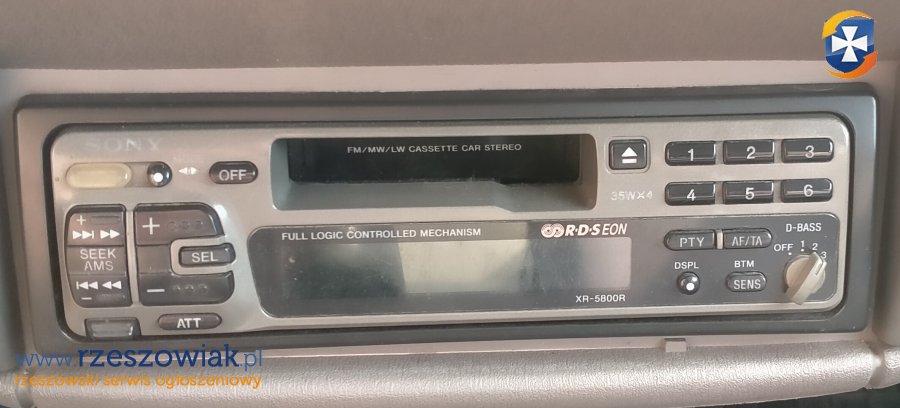 SONY
OFF
FM/MW/LW CASSETTE CAR STEREO
35W×4
1 2 3
4 5 6
+
SEEK
AMS
−
+
SEL
−
ATT
FULL LOGIC CONTROLLED MECHANISM
R·D·S EON
XR-5800R
PTY
AF/TA
DSPL
BTM
SENS
D-BASS
OFF 1 2 3
www.rzeszowiak.pl
rzeszowski serwis ogłoszeniowy